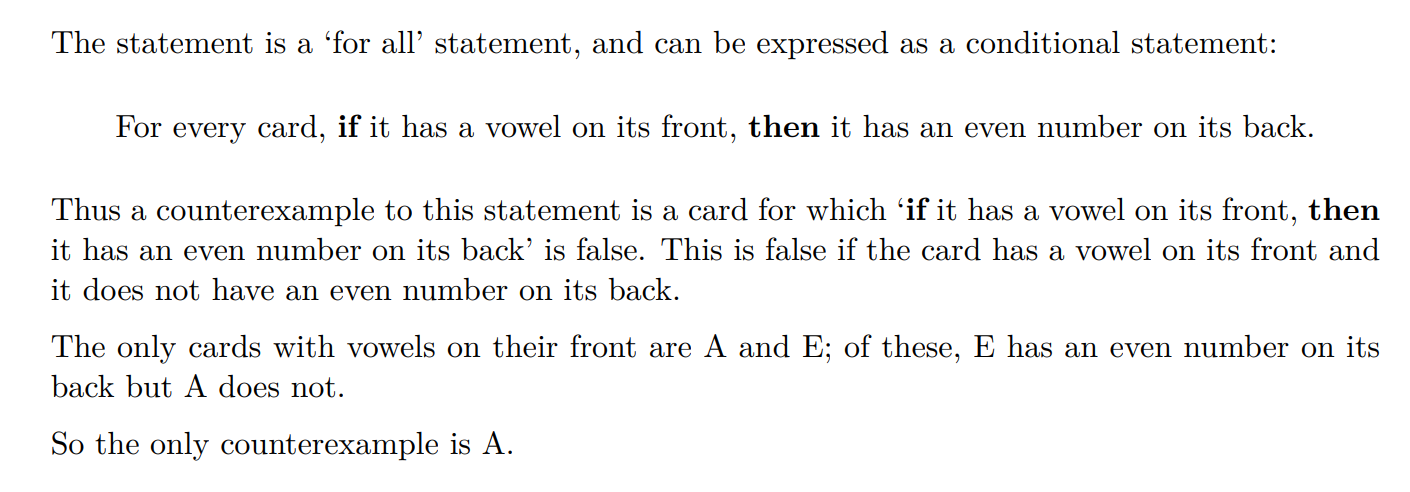 The statement is a ‘for all’ statement, and can be expressed as a conditional statement:
For every card, if it has a vowel on its front, then it has an even number on its back.
Thus a counterexample to this statement is a card for which ‘if it has a vowel on its front, then
it has an even number on its back’ is false. This is false if the card has a vowel on its front and
it does not have an even number on its back.
The only cards with vowels on their front are A and E; of these, E has an even number on its
back but A does not.
So the only counterexample is A.